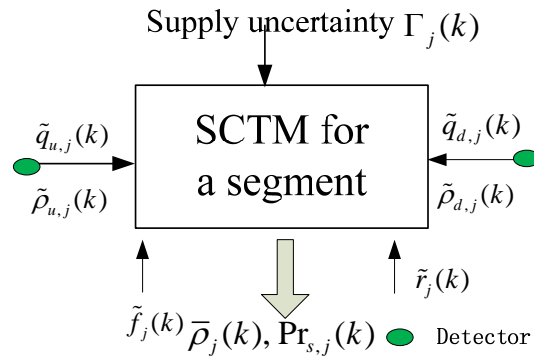 Supply uncertainty Γ_j(k)
SCTM for
a segment
q̃_{u,j}(k)
ρ̃_{u,j}(k)
q̃_{d,j}(k)
ρ̃_{d,j}(k)
f̃_j(k)
r̃_j(k)
ρ̄_j(k), Pr_{s,j}(k)
Detector